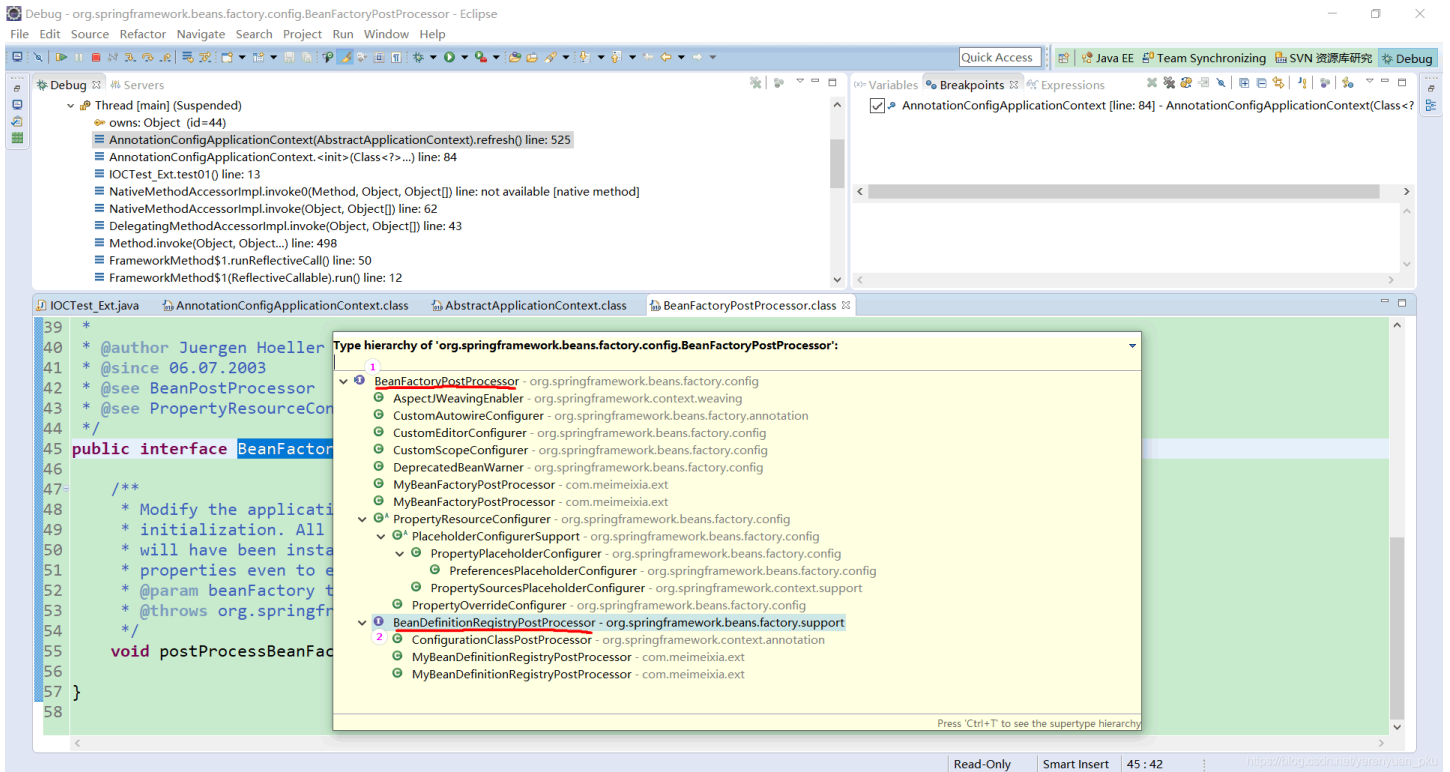 Debug - org.springframework.beans.factory.config.BeanFactoryPostProcessor - Eclipse
File Edit Source Refactor Navigate Search Project Run Window Help
Quick Access Java EE Team Synchronizing SVN 资源库研究 Debug
Debug Servers
Thread [main] (Suspended)
owns: Object (id=44)
AnnotationConfigApplicationContext(AbstractApplicationContext).refresh() line: 525
AnnotationConfigApplicationContext.<init>(Class<?>...) line: 84
IOCTest_Ext.test01() line: 13
NativeMethodAccessorImpl.invoke0(Method, Object, Object[]) line: not available [native method]
NativeMethodAccessorImpl.invoke(Object, Object[]) line: 62
DelegatingMethodAccessorImpl.invoke(Object, Object[]) line: 43
Method.invoke(Object, Object...) line: 498
FrameworkMethod$1.runReflectiveCall() line: 50
FrameworkMethod$1(ReflectiveCallable).run() line: 12
(x)= Variables Breakpoints Expressions
AnnotationConfigApplicationContext [line: 84] - AnnotationConfigApplicationContext(Class<?
IOCTest_Ext.java AnnotationConfigApplicationContext.class AbstractApplicationContext.class BeanFactoryPostProcessor.class
39 *
40 * @author Juergen Hoeller
41 * @since 06.07.2003
42 * @see BeanPostProcessor
43 * @see PropertyResourceCon
44 */
45 public interface BeanFactor
46
47 /**
48 * Modify the applicati
49 * initialization. All
50 * will have been insta
51 * properties even to e
52 * @param beanFactory t
53 * @throws org.springfr
54 */
55 void postProcessBeanFac
56
57 }
58
Type hierarchy of 'org.springframework.beans.factory.config.BeanFactoryPostProcessor':
1
BeanFactoryPostProcessor - org.springframework.beans.factory.config
AspectJWeavingEnabler - org.springframework.context.weaving
CustomAutowireConfigurer - org.springframework.beans.factory.annotation
CustomEditorConfigurer - org.springframework.beans.factory.config
CustomScopeConfigurer - org.springframework.beans.factory.config
DeprecatedBeanWarner - org.springframework.beans.factory.config
MyBeanFactoryPostProcessor - com.meimeixia.ext
MyBeanFactoryPostProcessor - com.meimeixia.ext
PropertyResourceConfigurer - org.springframework.beans.factory.config
PlaceholderConfigurerSupport - org.springframework.beans.factory.config
PropertyPlaceholderConfigurer - org.springframework.beans.factory.config
PreferencesPlaceholderConfigurer - org.springframework.beans.factory.config
PropertySourcesPlaceholderConfigurer - org.springframework.context.support
PropertyOverrideConfigurer - org.springframework.beans.factory.config
BeanDefinitionRegistryPostProcessor - org.springframework.beans.factory.support
2
ConfigurationClassPostProcessor - org.springframework.context.annotation
MyBeanDefinitionRegistryPostProcessor - com.meimeixia.ext
MyBeanDefinitionRegistryPostProcessor - com.meimeixia.ext
Press 'Ctrl+T' to see the supertype hierarchy
Read-Only Smart Insert 45 : 42
https://blog.csdn.net/yerenyuan_pku